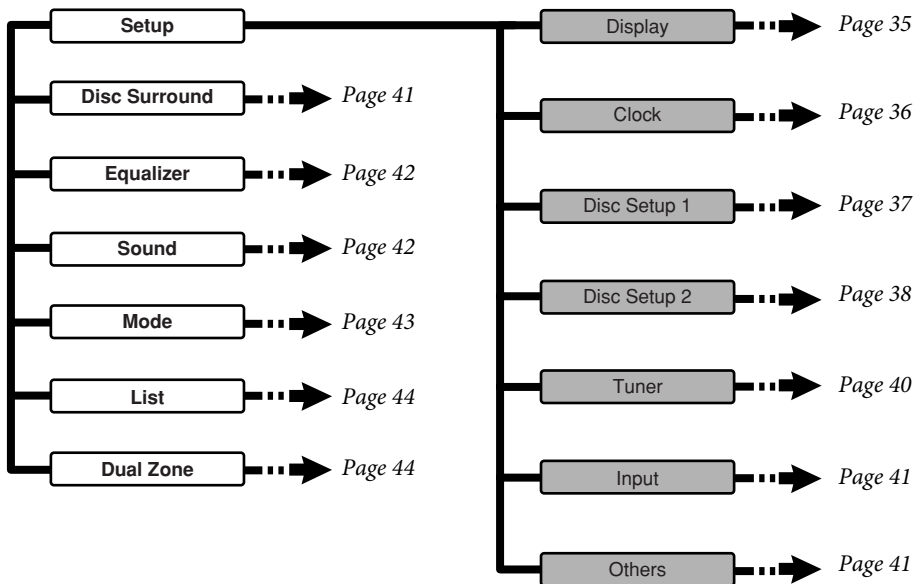 Setup
Disc Surround Page 41
Equalizer Page 42
Sound Page 42
Mode Page 43
List Page 44
Dual Zone Page 44
Display Page 35
Clock Page 36
Disc Setup 1 Page 37
Disc Setup 2 Page 38
Tuner Page 40
Input Page 41
Others Page 41